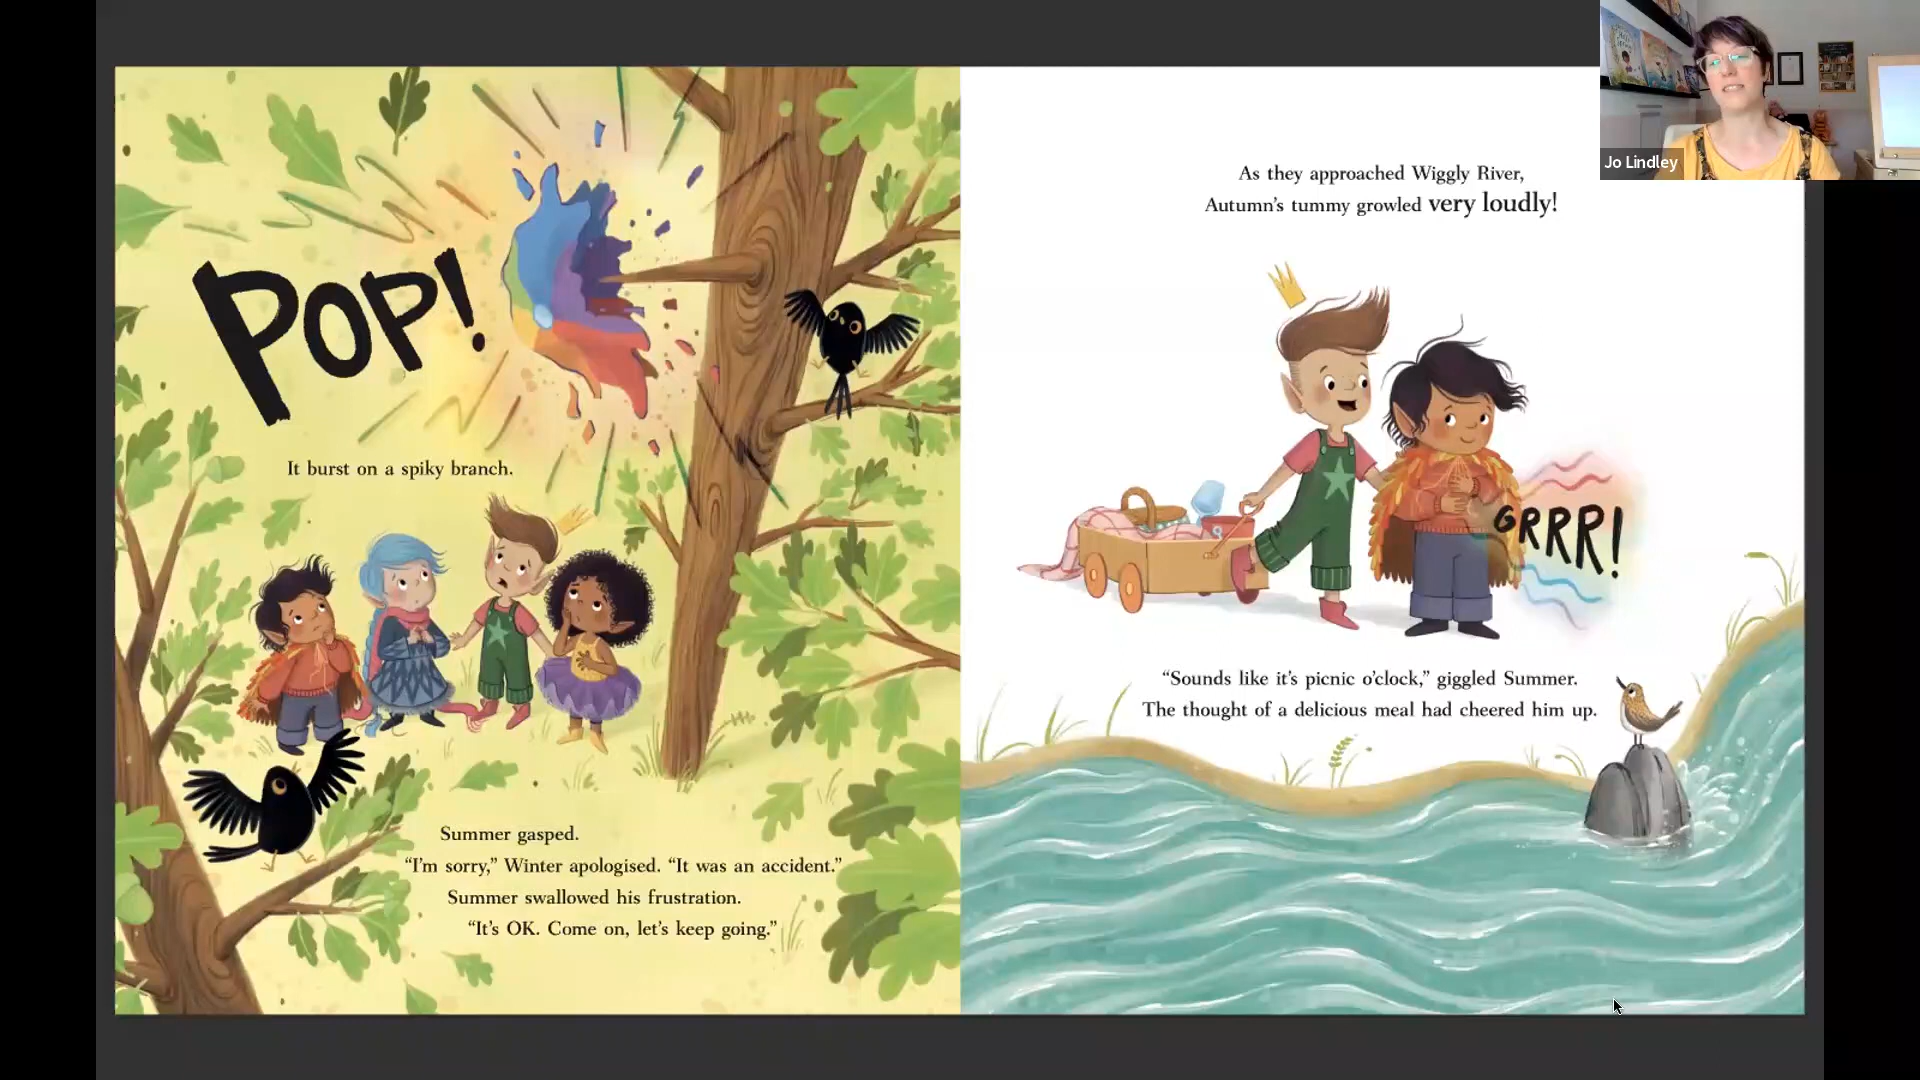 POP!
It burst on a spiky branch.
Summer gasped.
“I’m sorry,” Winter apologised. “It was an accident.”
Summer swallowed his frustration.
“It’s OK. Come on, let’s keep going.”
As they approached Wiggly River,
Autumn’s tummy growled very loudly!
GRRR!
“Sounds like it’s picnic o’clock,” giggled Summer.
The thought of a delicious meal had cheered him up.
Jo Lindley